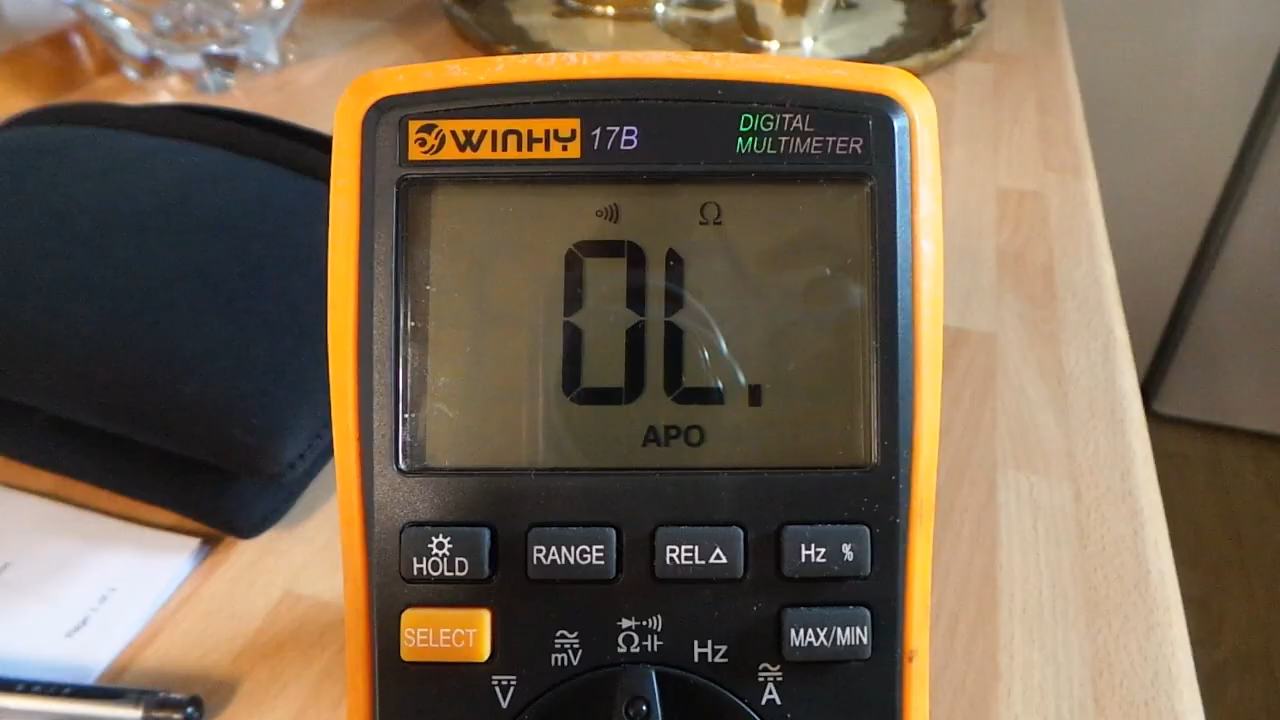 WINHY 17B
DIGITAL
MULTIMETER
Ω
OL.
APO
HOLD
RANGE
REL△
Hz %
SELECT
mV
Ω
Hz
MAX/MIN
V
A